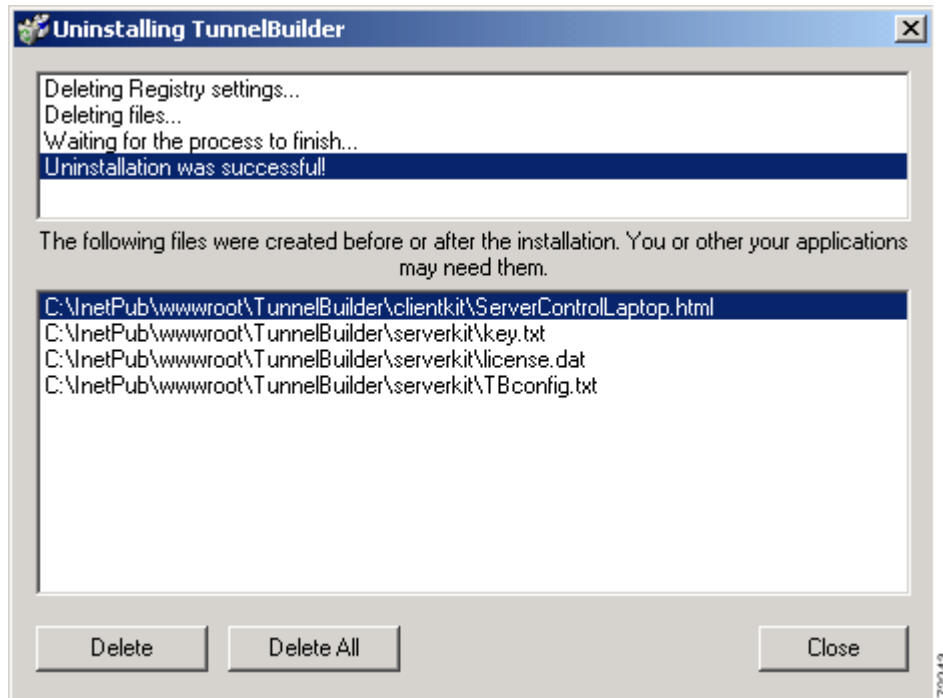 Uninstalling TunnelBuilder
Deleting Registry settings...
Deleting files...
Waiting for the process to finish...
Uninstallation was successful!
The following files were created before or after the installation. You or other your applications
may need them.
C:\InetPub\wwwroot\TunnelBuilder\clientkit\ServerControlLaptop.html
C:\InetPub\wwwroot\TunnelBuilder\serverkit\key.txt
C:\InetPub\wwwroot\TunnelBuilder\serverkit\license.dat
C:\InetPub\wwwroot\TunnelBuilder\serverkit\TBconfig.txt
Delete
Delete All
Close